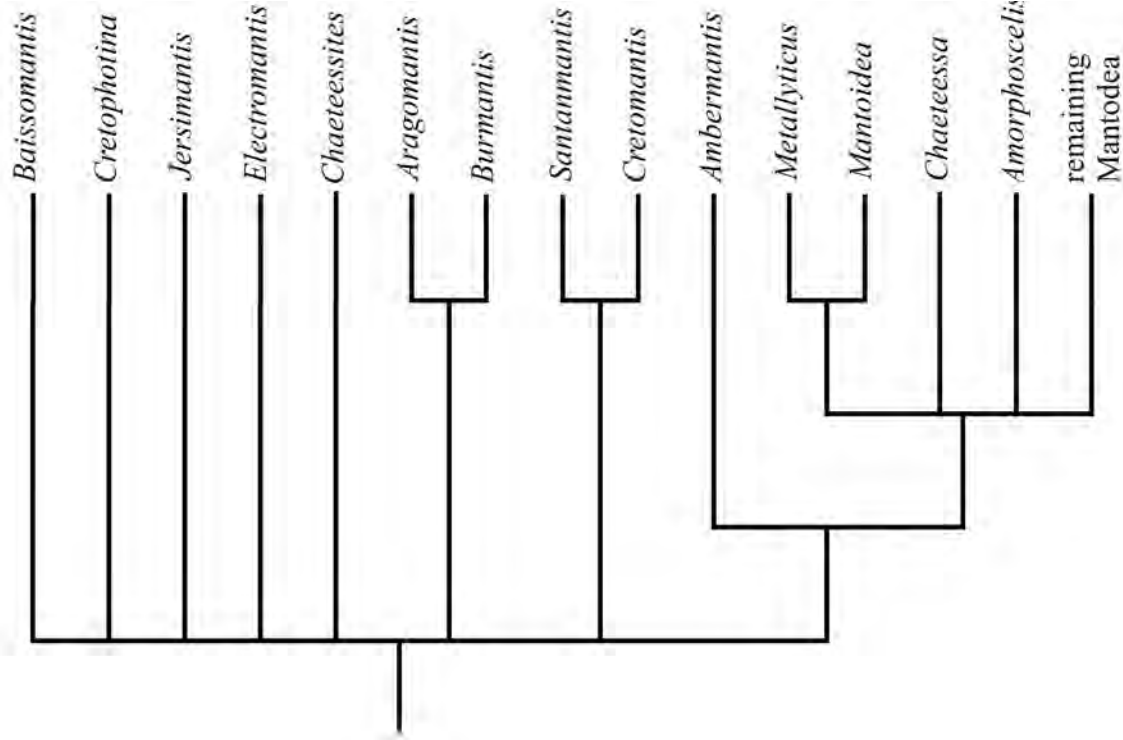 Baissomantis
Cretophotina
Jersimantis
Electromantis
Chaeteessites
Aragomantis
Burmantis
Santanmantis
Cretomantis
Ambermantis
Metallyticus
Mantoidea
Chaeteessa
Amorphoscelis
remaining
Mantodea